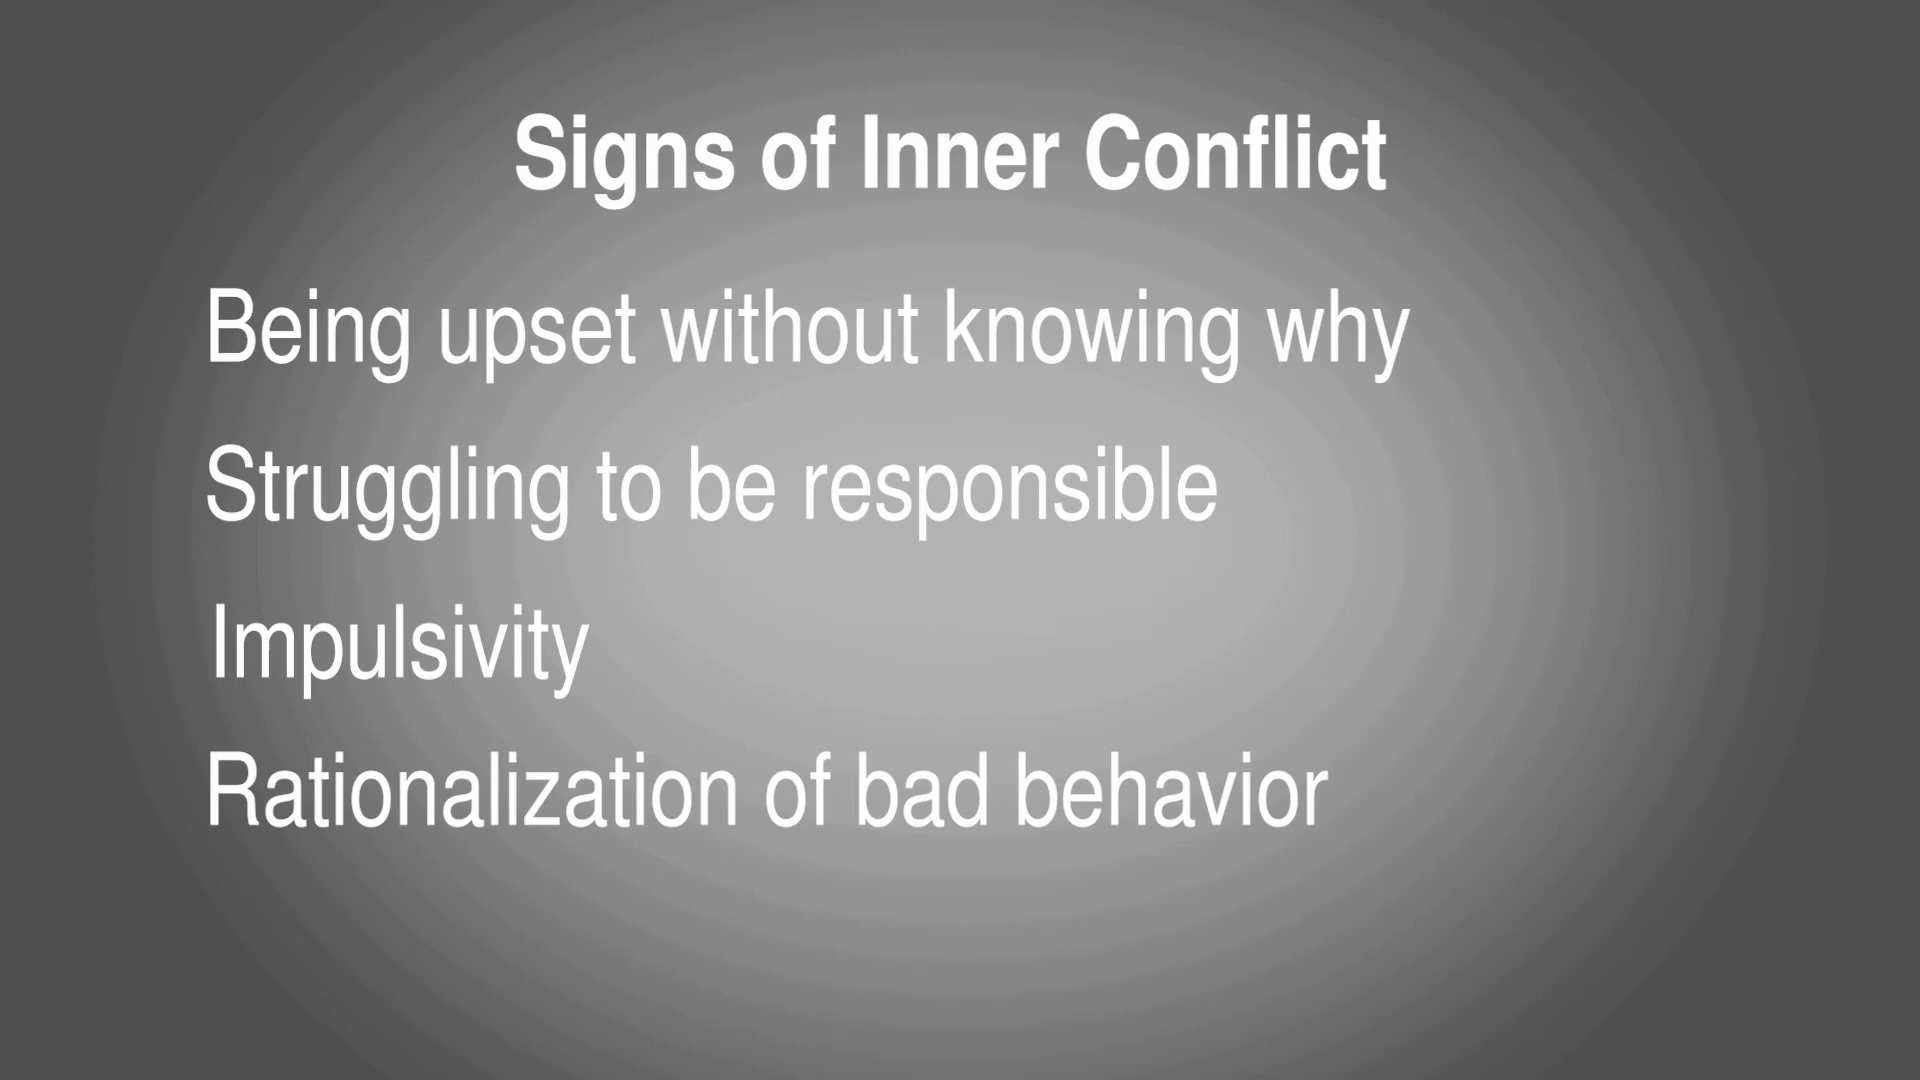 Signs of Inner Conflict
Being upset without knowing why
Struggling to be responsible
Impulsivity
Rationalization of bad behavior